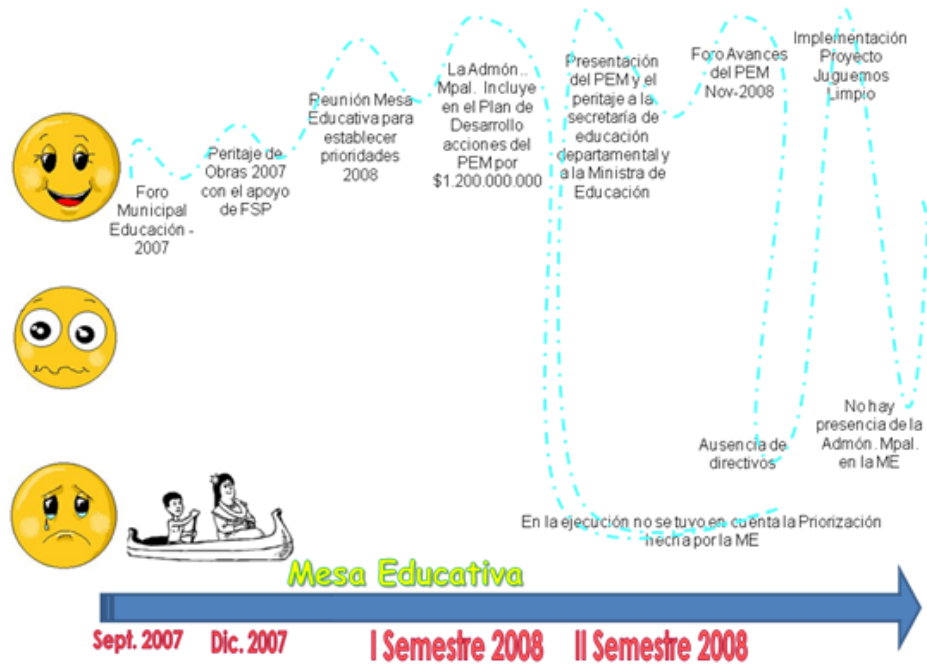 Foro
Municipal
Educación -
2007
Peritaje de
Obras 2007
con el apoyo
de FSP
Reunión Mesa
Educativa para
establecer
prioridades
2008
La Admón..
Mpal. Incluye
en el Plan de
Desarrollo
acciones del
PEM por
$1.200.000.000
Presentación
del PEM y el
peritaje a la
secretaría de
educación
departamental y
a la Ministra de
Educación
Foro Avances
del PEM
Nov-2008
Implementación
Proyecto
Juguemos
Limpio
Ausencia de
directivos
No hay
presencia de la
Admón. Mpal.
en la ME
En la ejecución no se tuvo en cuenta la Priorización
hecha por la ME
Mesa Educativa
Sept. 2007
Dic. 2007
I Semestre 2008
II Semestre 2008